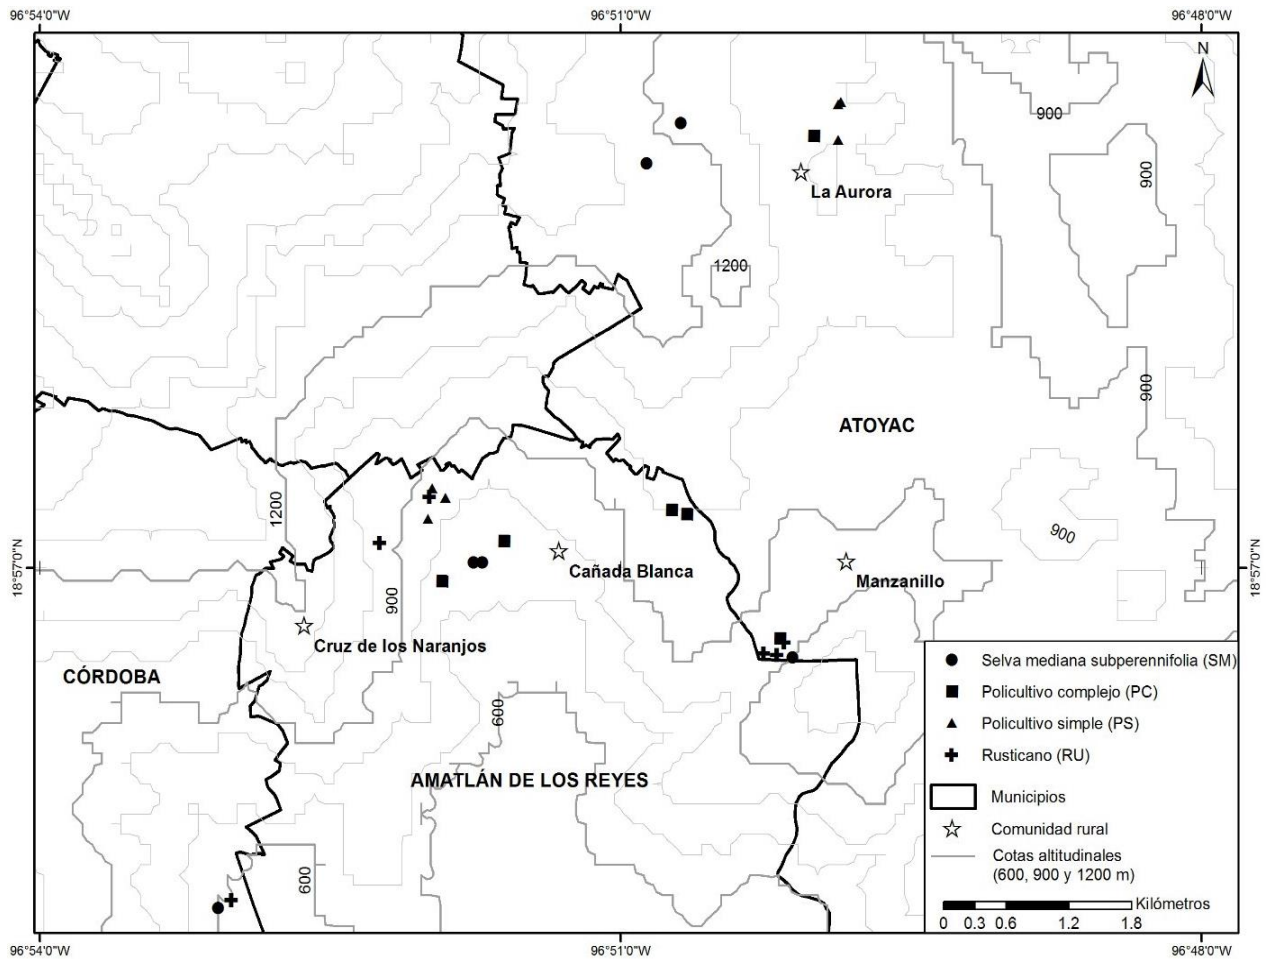 96°54'0"W
96°51'0"W
96°48'0"W
N
900
900
La Aurora
1200
900
ATOYAC
1200
900
18°57'0"N
18°57'0"N
Cañada Blanca
Manzanillo
900
Cruz de los Naranjos
CÓRDOBA
600
AMATLÁN DE LOS REYES
600
Selva mediana subperennifolia (SM)
Policultivo complejo (PC)
Policultivo simple (PS)
Rusticano (RU)
Municipios
Comunidad rural
Cotas altitudinales
(600, 900 y 1200 m)
Kilómetros
0 0.3 0.6 1.2 1.8
96°54'0"W
96°51'0"W
96°48'0"W